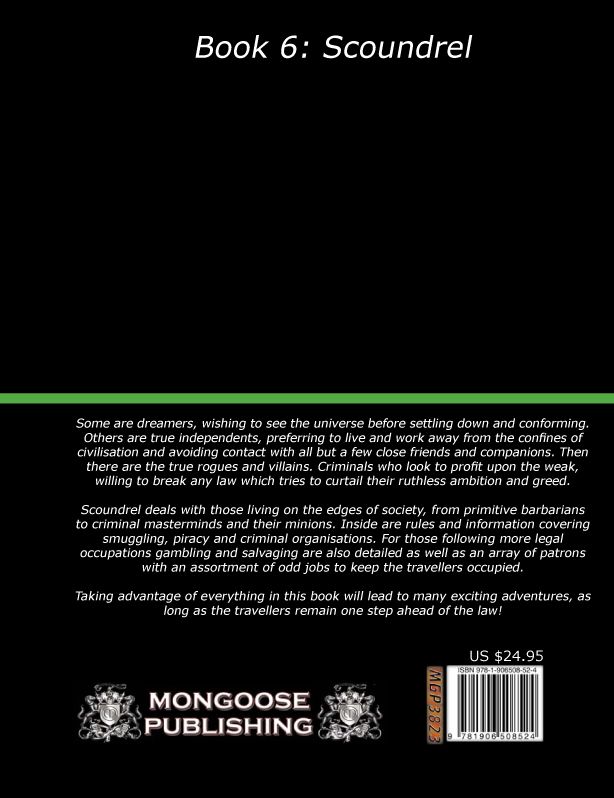 Book 6: Scoundrel
Some are dreamers, wishing to see the universe before settling down and conforming.
Others are true independents, preferring to live and work away from the confines of
civilisation and avoiding contact with all but a few close friends and companions. Then
there are the true rogues and villains. Criminals who look to profit upon the weak,
willing to break any law which tries to curtail their ruthless ambition and greed.
Scoundrel deals with those living on the edges of society, from primitive barbarians
to criminal masterminds and their minions. Inside are rules and information covering
smuggling, piracy and criminal organisations. For those following more legal
occupations gambling and salvaging are also detailed as well as an array of patrons
with an assortment of odd jobs to keep the travellers occupied.
Taking advantage of everything in this book will lead to many exciting adventures, as
long as the travellers remain one step ahead of the law!
US $24.95
ISBN 978-1-906508-52-4
MGP3823
9 781906 508524
MONGOOSE
PUBLISHING